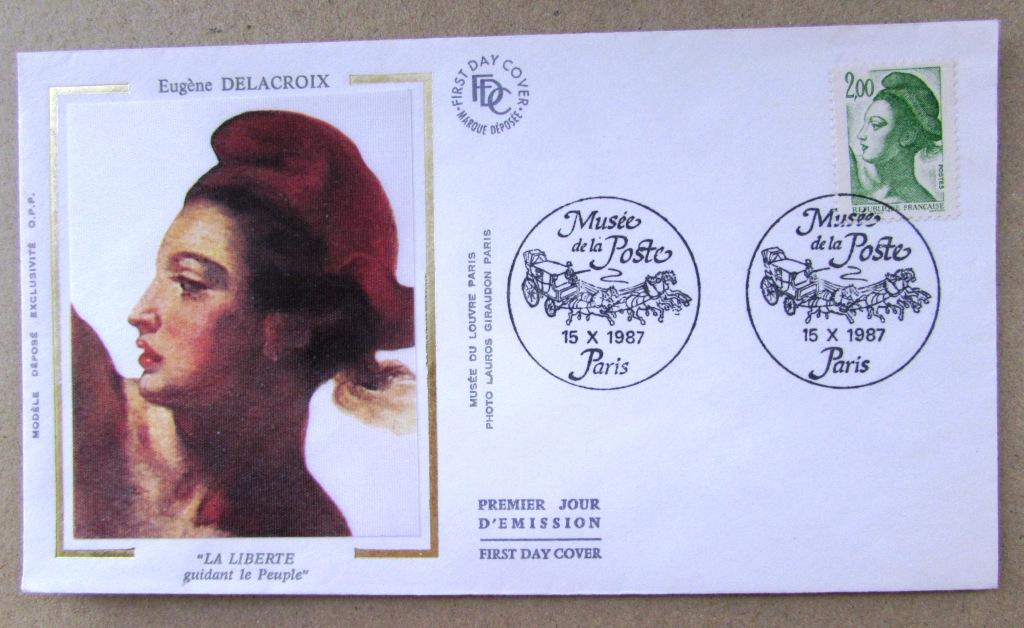 Eugène DELACROIX
MODÈLE DÉPOSÉ EXCLUSIVITÉ O.P.P.
"LA LIBERTE
guidant le Peuple"
FIRST DAY COVER
FDC
MARQUE DÉPOSÉE
MUSÉE DU LOUVRE PARIS
PHOTO LAUROS GIRAUDON PARIS
Musée
de la Poste
15 X 1987
Paris
2,00
POSTES
REPUBLIQUE FRANÇAISE
Musée
de la Poste
15 X 1987
Paris
PREMIER JOUR
D'EMISSION
FIRST DAY COVER